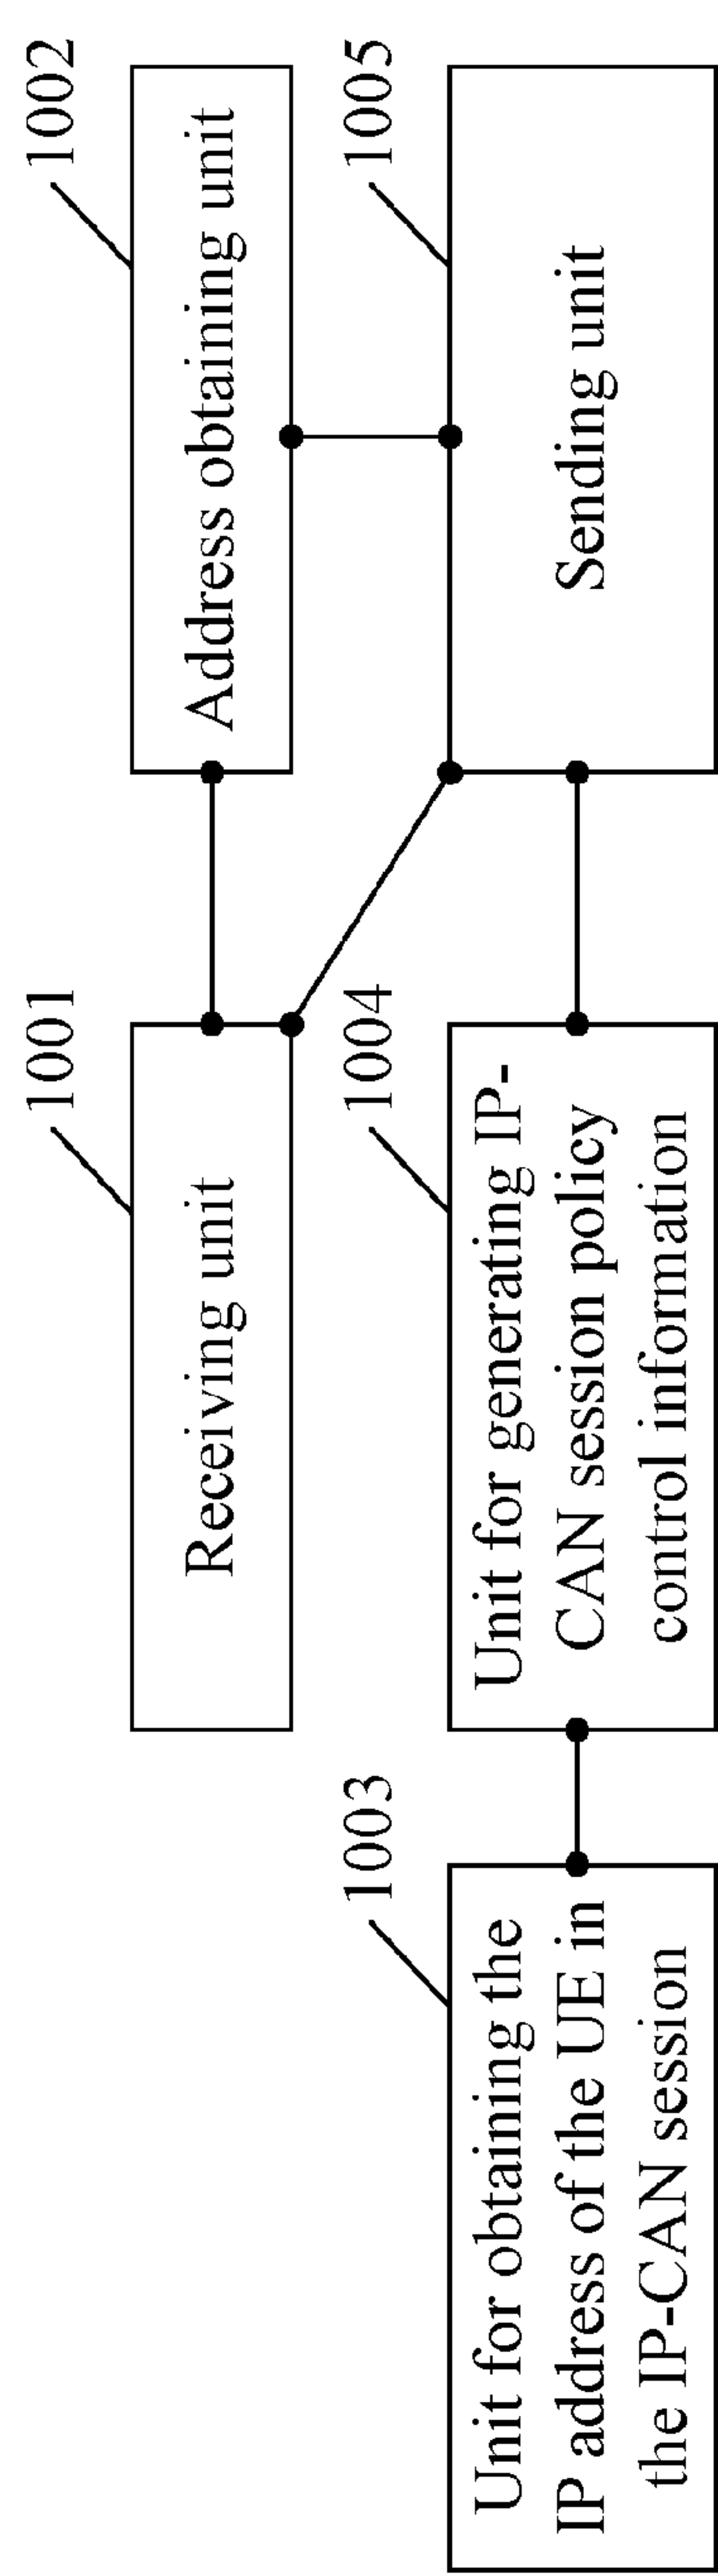 1001
Receiving unit
1002
Address obtaining unit
1003
Unit for obtaining the
IP address of the UE in
the IP-CAN session
1004
Unit for generating IP-
CAN session policy
control information
1005
Sending unit